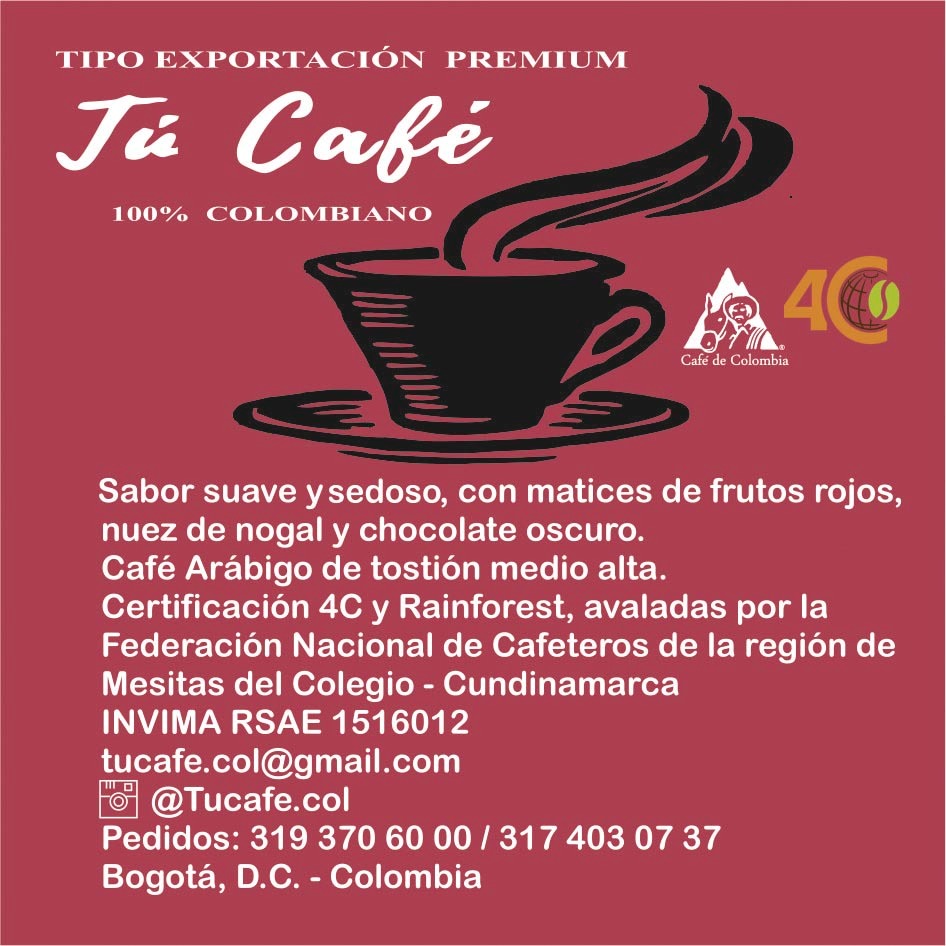 TIPO EXPORTACIÓN PREMIUM
Tú Café
100% COLOMBIANO
4C
Café de Colombia
Sabor suave y sedoso, con matices de frutos rojos,
nuez de nogal y chocolate oscuro.
Café Arábigo de tostión medio alta.
Certificación 4C y Rainforest, avaladas por la
Federación Nacional de Cafeteros de la región de
Mesitas del Colegio - Cundinamarca
INVIMA RSAE 1516012
tucafe.col@gmail.com
@Tucafe.col
Pedidos: 319 370 60 00 / 317 403 07 37
Bogotá, D.C. - Colombia